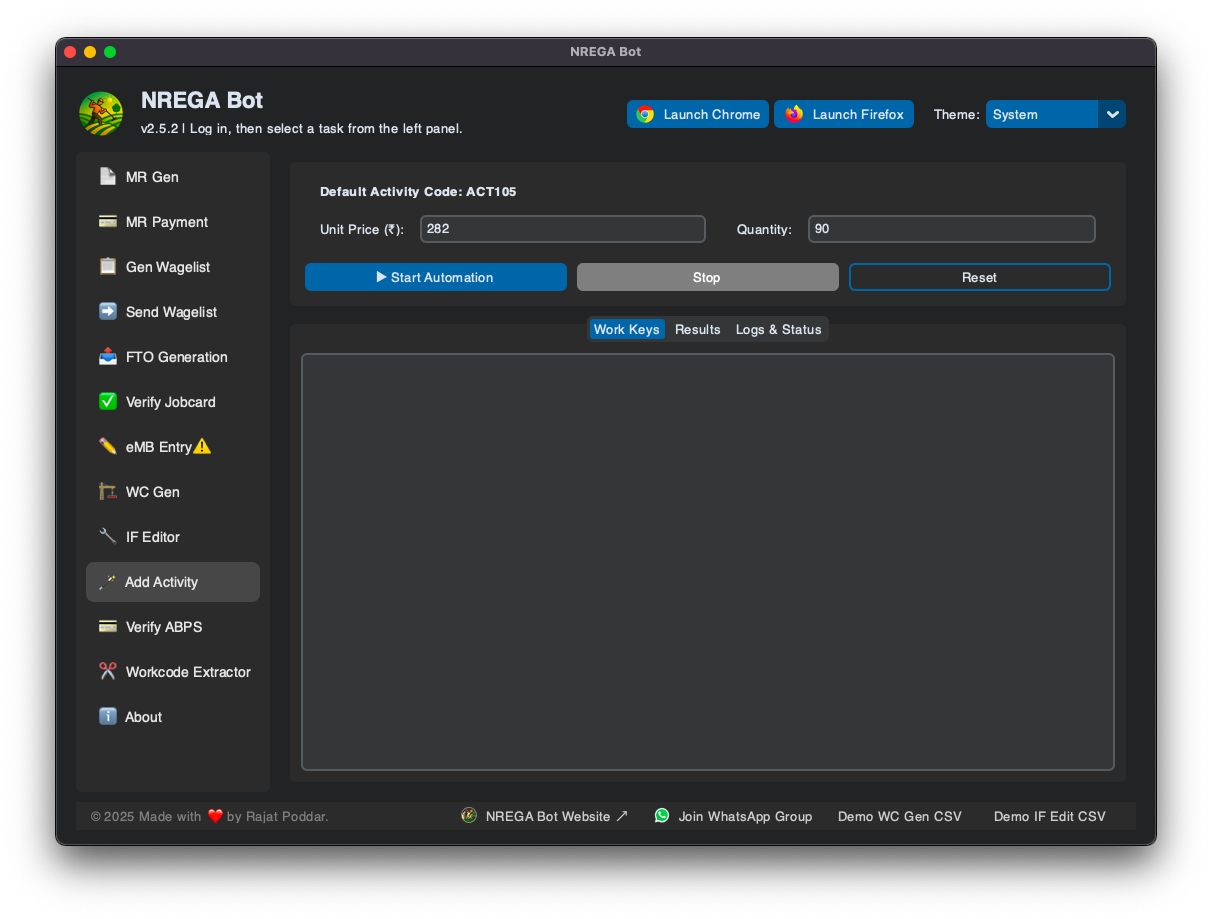 NREGA Bot
NREGA Bot
v2.5.2 | Log in, then select a task from the left panel.
Launch Chrome
Launch Firefox
Theme:
System
MR Gen
MR Payment
Gen Wagelist
Send Wagelist
FTO Generation
Verify Jobcard
eMB Entry
WC Gen
IF Editor
Add Activity
Verify ABPS
Workcode Extractor
About
Default Activity Code: ACT105
Unit Price (₹):
282
Quantity:
90
Start Automation
Stop
Reset
Work Keys
Results
Logs & Status
© 2025 Made with ❤️ by Rajat Poddar.
NREGA Bot Website ↗
Join WhatsApp Group
Demo WC Gen CSV
Demo IF Edit CSV